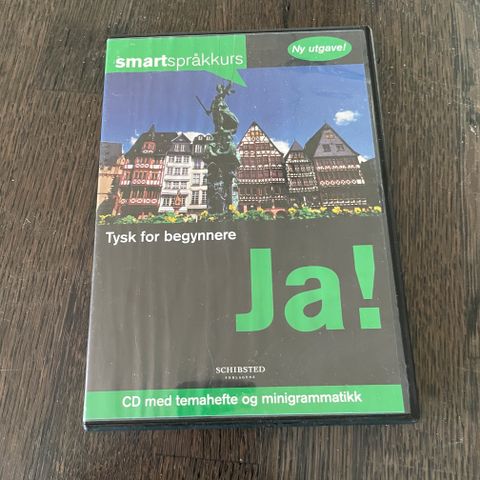 smartspråkkurs
Ny utgave!
Tysk for begynnere
Ja!
SCHIBSTED
FORLAGENE
CD med temahefte og minigrammatikk